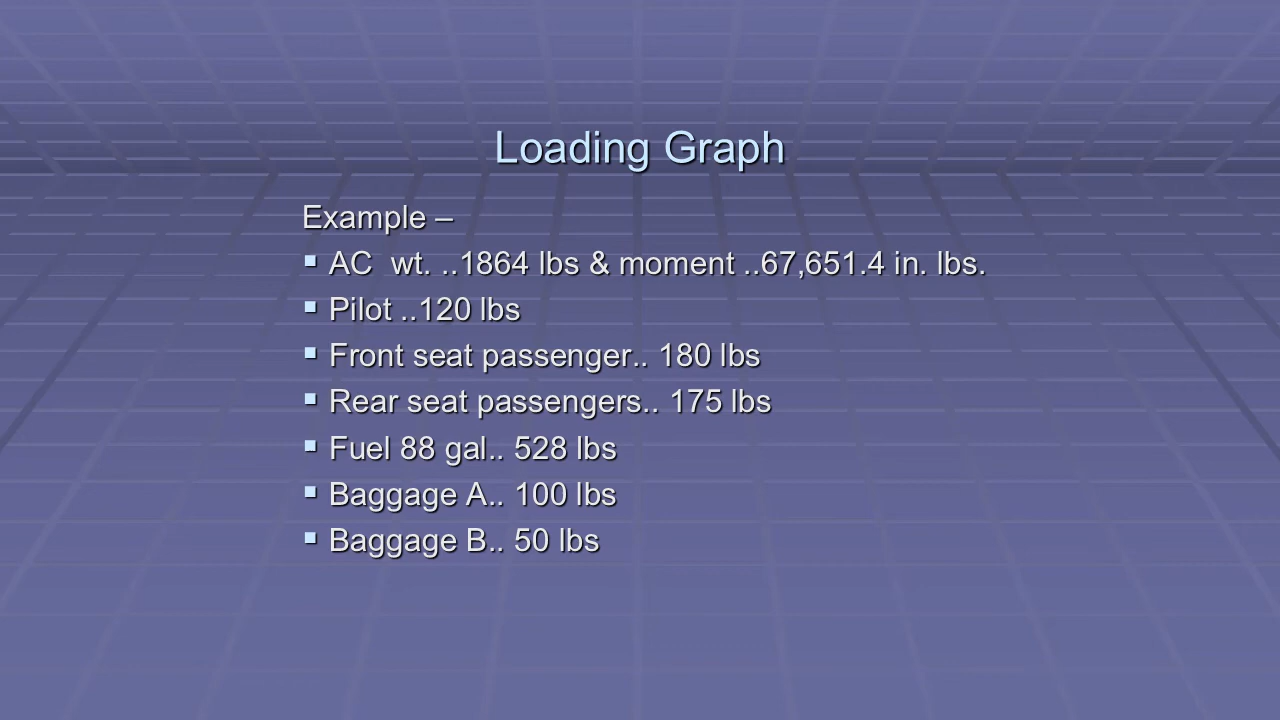 Loading Graph
Example –
▪ AC  wt. ..1864 lbs & moment ..67,651.4 in. lbs.
▪ Pilot ..120 lbs
▪ Front seat passenger.. 180 lbs
▪ Rear seat passengers.. 175 lbs
▪ Fuel 88 gal.. 528 lbs
▪ Baggage A.. 100 lbs
▪ Baggage B.. 50 lbs